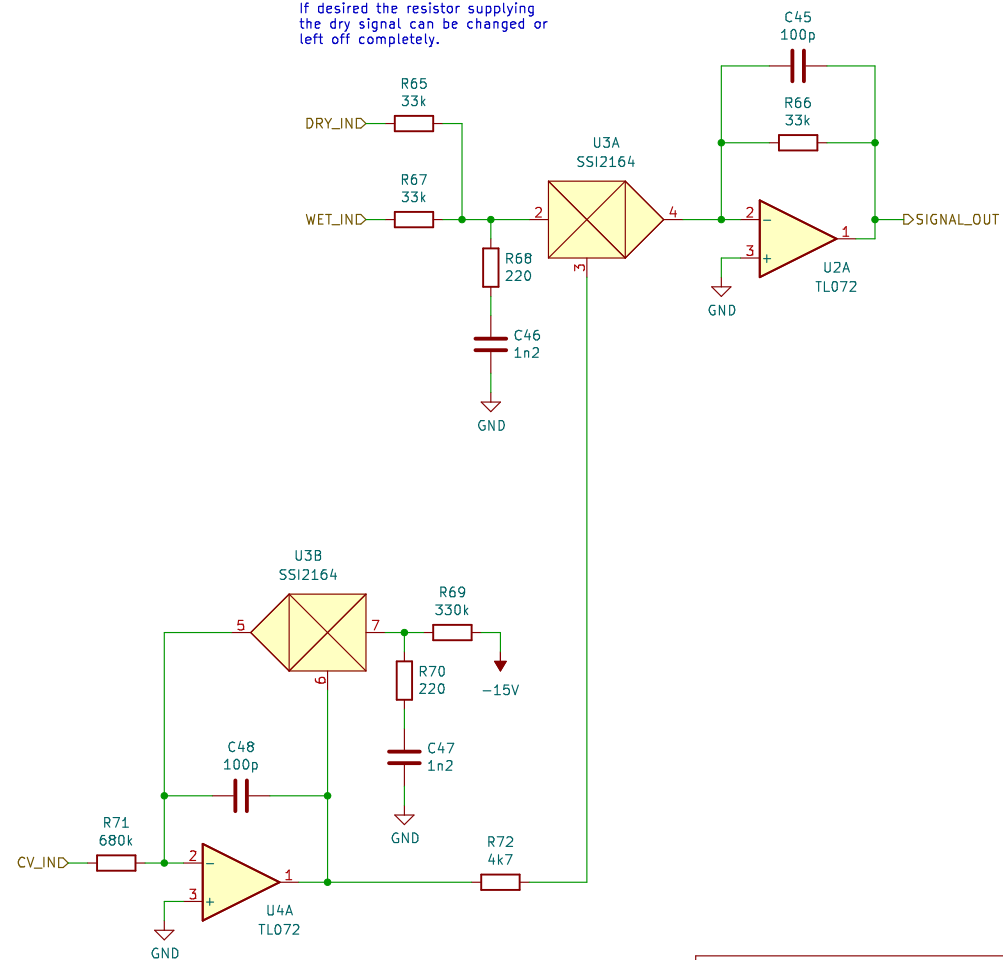 If desired the resistor supplying
the dry signal can be changed or
left off completely.
C45
100p
R65
33k
R66
33k
DRY_IN
U3A
SSI2164
R67
33k
WET_IN
2
4
2
-
1
SIGNAL_OUT
3
+
3
R68
220
U2A
TL072
GND
C46
1n2
GND
U3B
SSI2164
R69
330k
5
7
6
R70
220
-15V
C48
100p
C47
1n2
R71
680k
GND
R72
4k7
CV_IN
2
-
1
3
+
U4A
TL072
GND